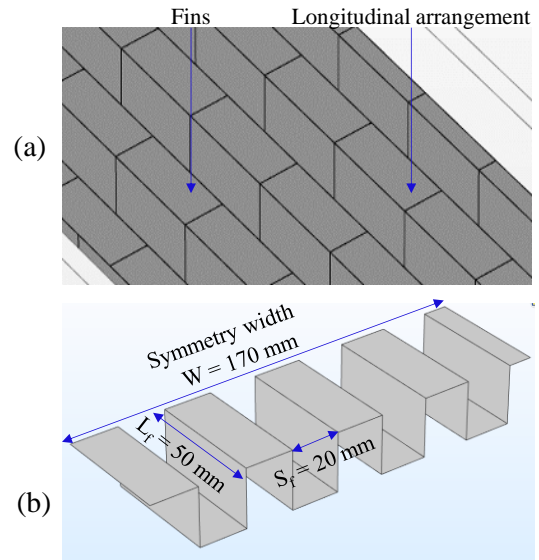 Fins
Longitudinal arrangement
(a)
Symmetry width
W = 170 mm
L_f = 50 mm
S_f = 20 mm
(b)